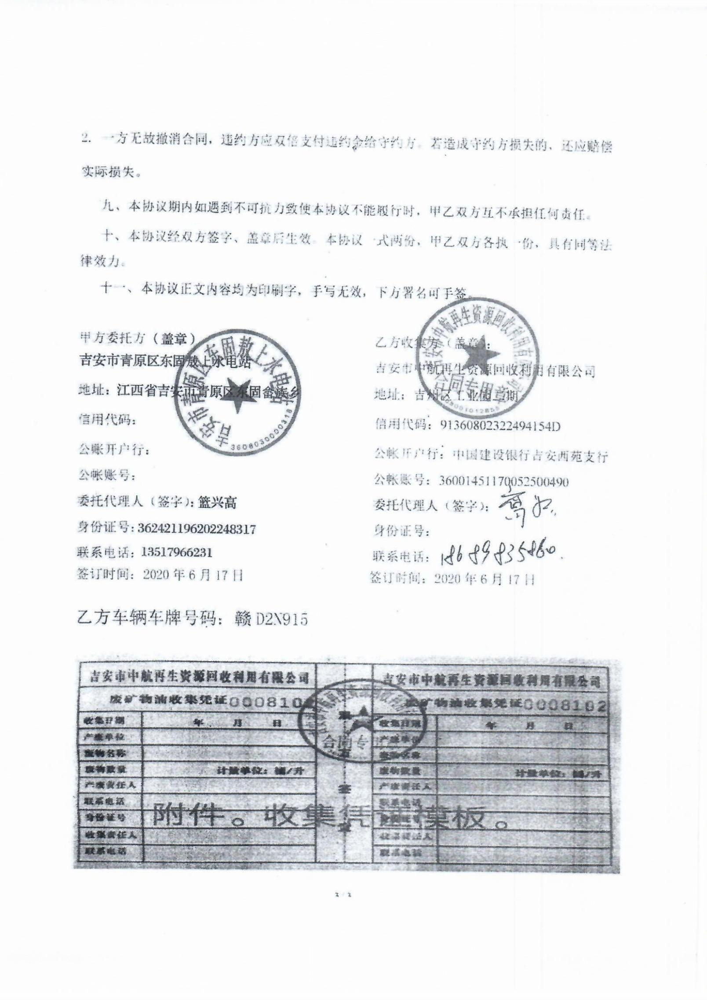 2. 一方无故撤消合同，违约方应双倍支付违约金给守约方。若造成守约方损失的、还应赔偿
实际损失。
九、本协议期内如遇到不可抗力致使本协议不能履行时，甲乙双方互不承担任何责任。
十、本协议经双方签字、盖章后生效。本协议一式两份、甲乙双方各执一份，具有同等法
律效力。
十一、本协议正文内容均为印刷字，手写无效，下方署名可手签。
甲方委托方（盖章）
吉安市青原区东固敖上水电站
地址：江西省吉安市青原区东固畲族乡
信用代码：
公账开户行：
公帐账号：
委托代理人（签字）：篮兴高
身份证号：362421196202248317
联系电话：13517966231
签订时间：2020 年 6 月 17 日
吉安市青原区东固敖上水电站
3608030000318
乙方收集方（盖章）：
吉安市中航再生资源回收利用有限公司
地址：吉州区工业园二期
信用代码：91360802322494154D
公帐开户行：中国建设银行吉安西苑支行
公帐账号：36001451170052500490
委托代理人（签字）：
身份证号：
联系电话：18689835860.
签订时间：2020 年 6 月 17 日
吉安市中航再生资源回收利用有限公司
合同专用章
乙方车辆车牌号码：赣 D2N915
吉安市中航再生资源回收利用有限公司
废矿物油收集凭证000810
收集日期 年 月 日
产废单位
废物名称
废物数量 计量单位：桶/升
产废责任人
联系电话
身份证号
收集责任人
联系电话
合同专用
签
吉安市中航再生资源回收利用有限公司
废矿物油收集凭证0008102
收集日期 年 月 日
产废单位
废物名称
废物数量 计量单位：桶/升
产废责任人
联系电话
身份证号
收集责任人
联系电话
附件。收集凭证模板。